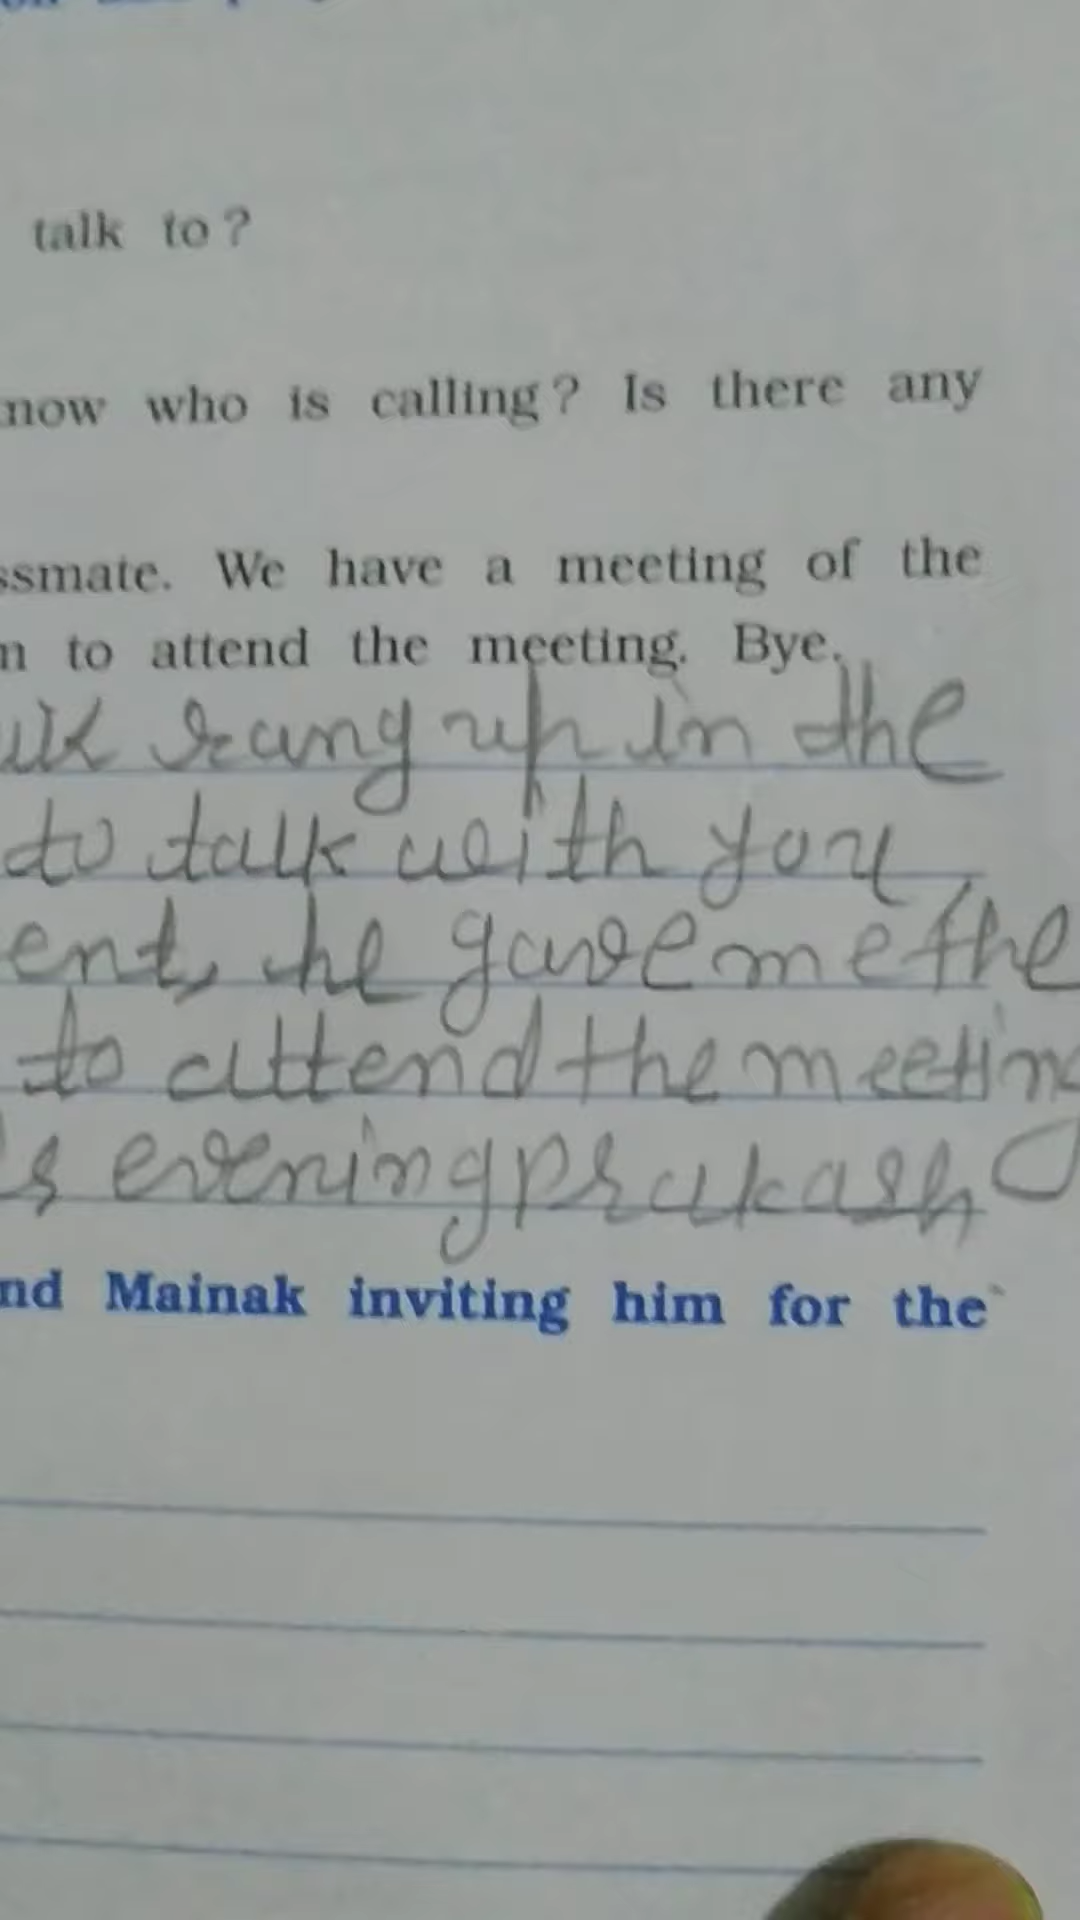 talk to?
now who is calling? Is there any
ssmate. We have a meeting of the
n to attend the meeting. Bye.
rang up in the
to talk with you
ent, he gave me the
to attend the meeting
s evening prakash
nd Mainak inviting him for the